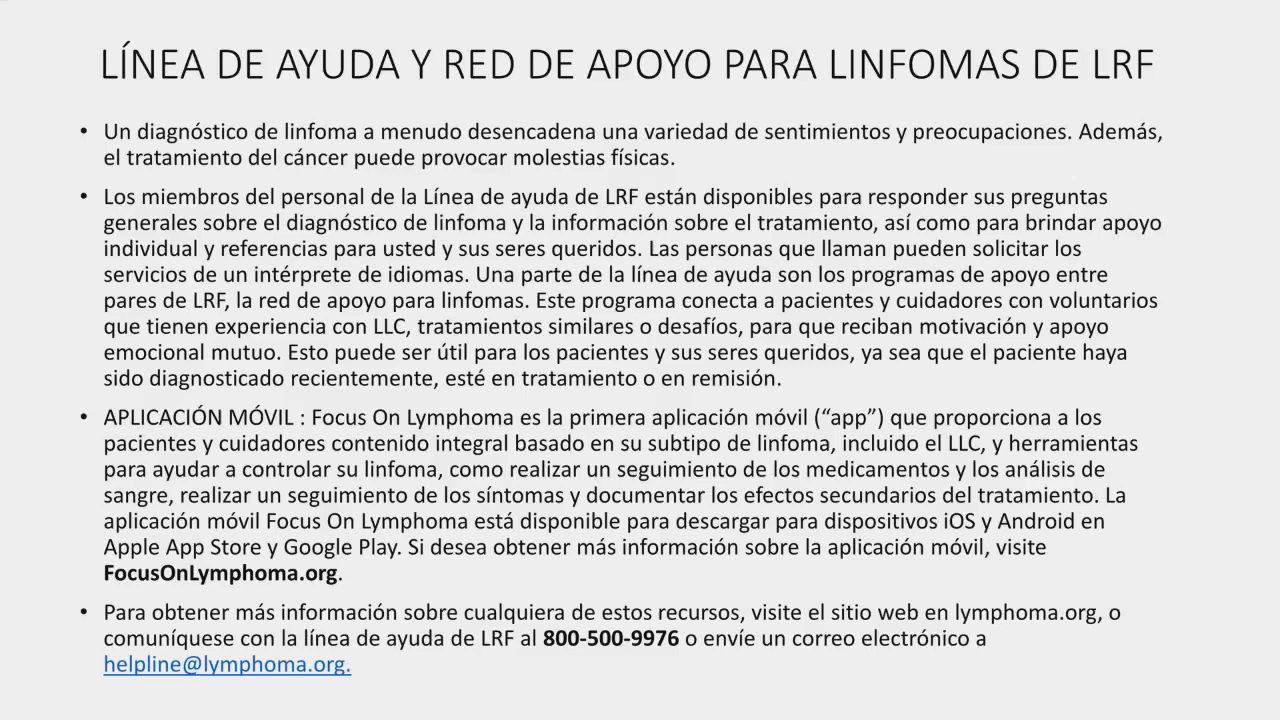 LÍNEA DE AYUDA Y RED DE APOYO PARA LINFOMAS DE LRF
• Un diagnóstico de linfoma a menudo desencadena una variedad de sentimientos y preocupaciones. Además,
el tratamiento del cáncer puede provocar molestias físicas.
• Los miembros del personal de la Línea de ayuda de LRF están disponibles para responder sus preguntas
generales sobre el diagnóstico de linfoma y la información sobre el tratamiento, así como para brindar apoyo
individual y referencias para usted y sus seres queridos. Las personas que llaman pueden solicitar los
servicios de un intérprete de idiomas. Una parte de la línea de ayuda son los programas de apoyo entre
pares de LRF, la red de apoyo para linfomas. Este programa conecta a pacientes y cuidadores con voluntarios
que tienen experiencia con LLC, tratamientos similares o desafíos, para que reciban motivación y apoyo
emocional mutuo. Esto puede ser útil para los pacientes y sus seres queridos, ya sea que el paciente haya
sido diagnosticado recientemente, esté en tratamiento o en remisión.
• APLICACIÓN MÓVIL : Focus On Lymphoma es la primera aplicación móvil (“app”) que proporciona a los
pacientes y cuidadores contenido integral basado en su subtipo de linfoma, incluido el LLC, y herramientas
para ayudar a controlar su linfoma, como realizar un seguimiento de los medicamentos y los análisis de
sangre, realizar un seguimiento de los síntomas y documentar los efectos secundarios del tratamiento. La
aplicación móvil Focus On Lymphoma está disponible para descargar para dispositivos iOS y Android en
Apple App Store y Google Play. Si desea obtener más información sobre la aplicación móvil, visite
FocusOnLymphoma.org.
• Para obtener más información sobre cualquiera de estos recursos, visite el sitio web en lymphoma.org, o
comuníquese con la línea de ayuda de LRF al 800-500-9976 o envíe un correo electrónico a
helpline@lymphoma.org.